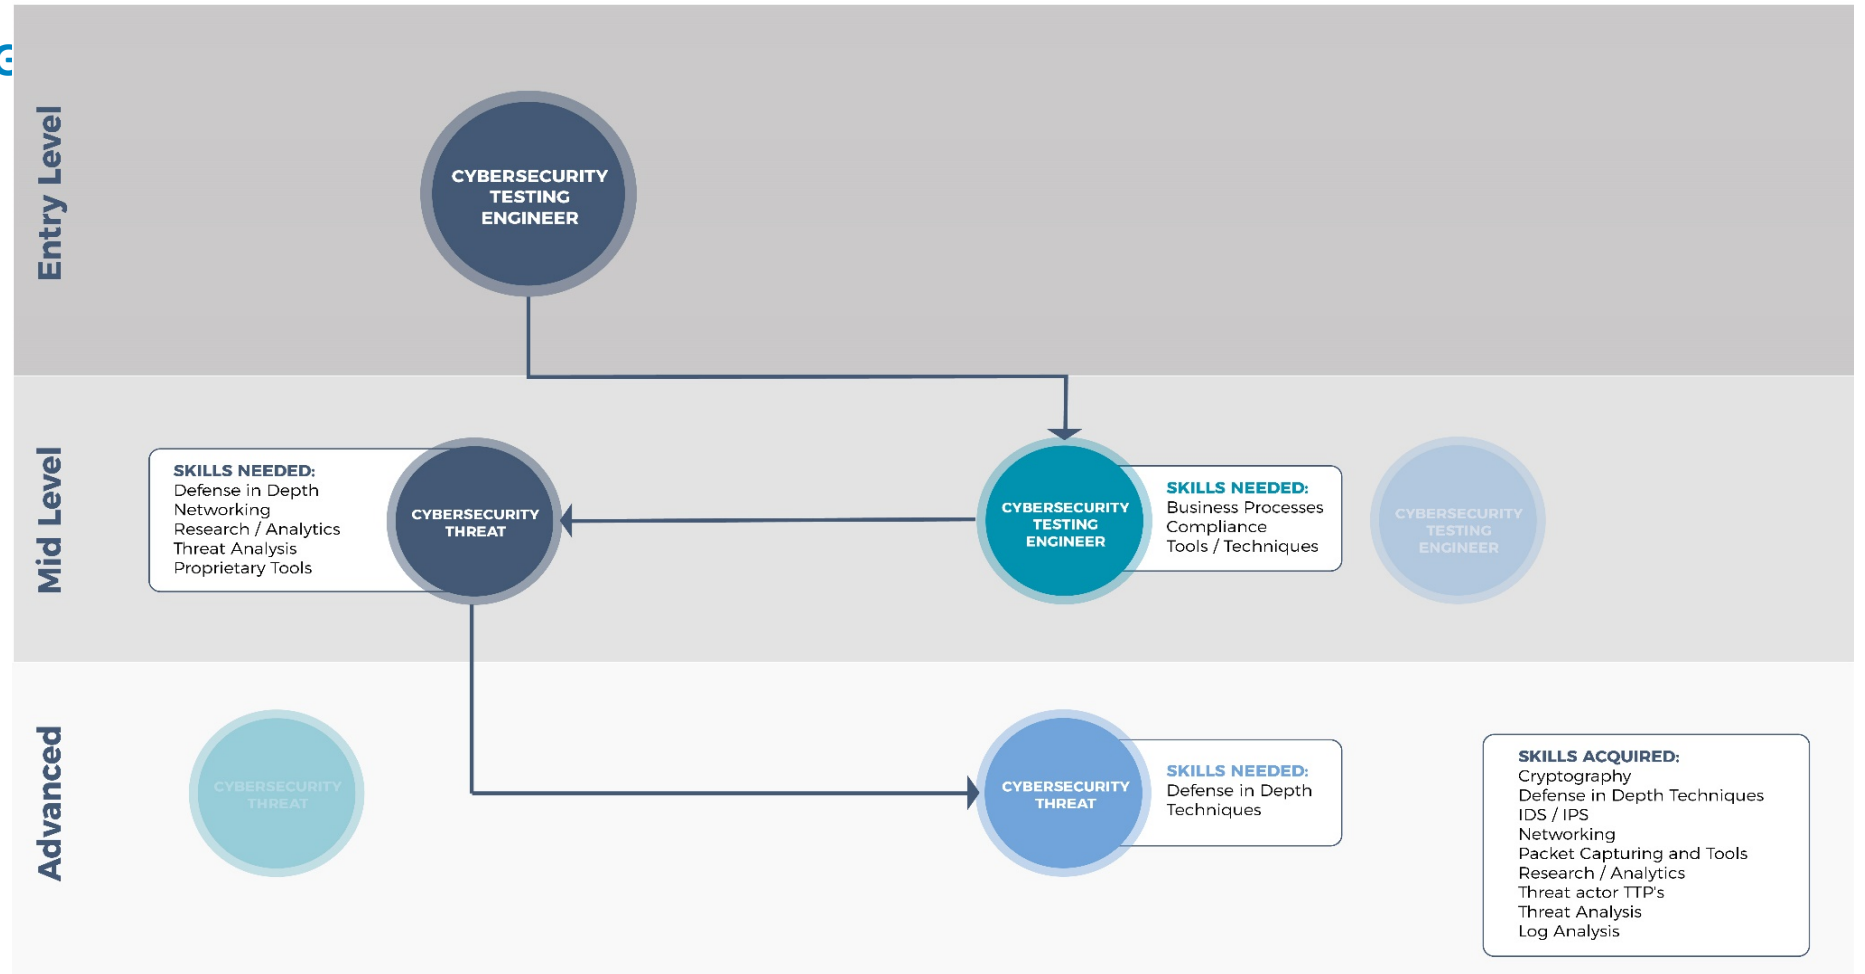 G
Entry Level
CYBERSECURITY
TESTING
ENGINEER
Mid Level
SKILLS NEEDED:
Defense in Depth
Networking
Research / Analytics
Threat Analysis
Proprietary Tools
CYBERSECURITY
THREAT
CYBERSECURITY
TESTING
ENGINEER
SKILLS NEEDED:
Business Processes
Compliance
Tools / Techniques
CYBERSECURITY
TESTING
ENGINEER
Advanced
CYBERSECURITY
THREAT
CYBERSECURITY
THREAT
SKILLS NEEDED:
Defense in Depth
Techniques
SKILLS ACQUIRED:
Cryptography
Defense in Depth Techniques
IDS / IPS
Networking
Packet Capturing and Tools
Research / Analytics
Threat actor TTP's
Threat Analysis
Log Analysis